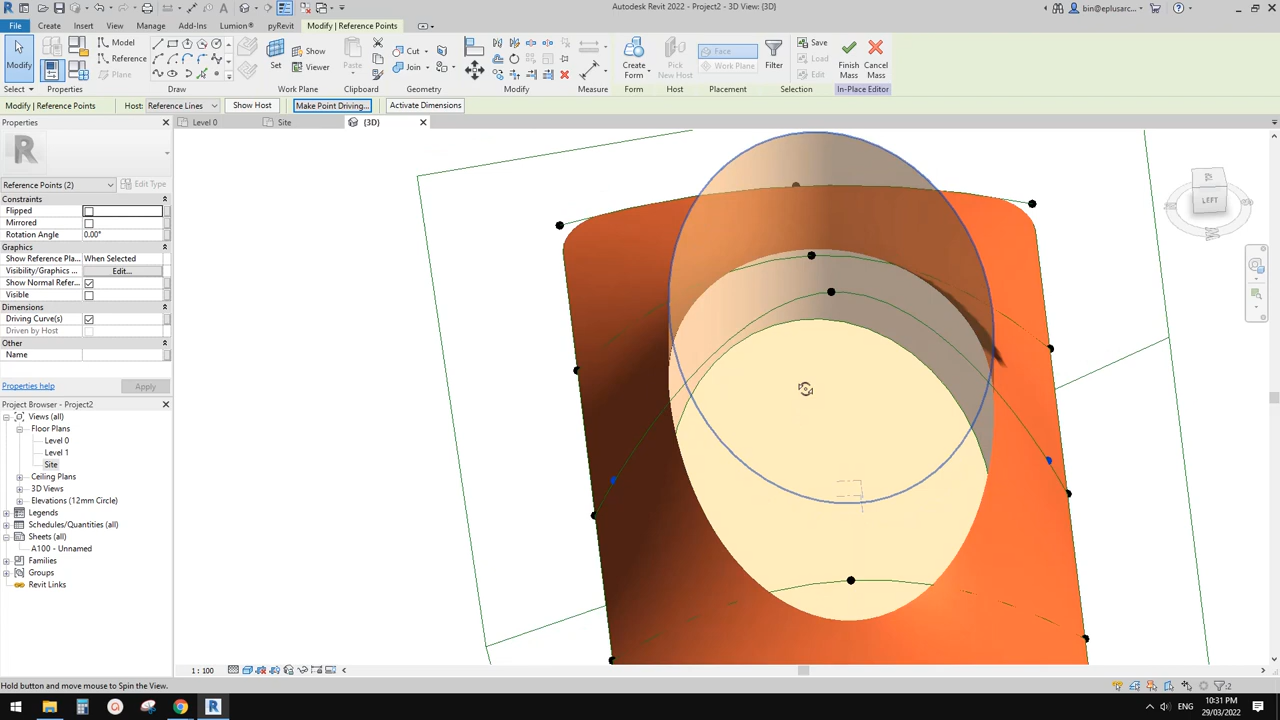 Autodesk Revit 2022 - Project2 - 3D View: {3D}
bin@eplusarc...
File
Create
Insert
View
Manage
Add-Ins
Lumion®
pyRevit
Modify | Reference Points
Modify
Select
Properties
Model
Reference
Plane
Draw
Set
Show
Viewer
Work Plane
Paste
Clipboard
Cut
Join
Geometry
Modify
Measure
Create
Form
Form
Pick
New Host
Host
Face
Work Plane
Placement
Filter
Save
Load
Edit
Selection
Finish
Mass
Cancel
Mass
In-Place Editor
Modify | Reference Points
Host:
Reference Lines
Show Host
Make Point Driving...
Activate Dimensions
Properties
Level 0
Site
{3D}
LEFT
Reference Points (2)
Edit Type
Constraints
Flipped
Mirrored
Rotation Angle
0.00°
Graphics
Show Reference Pla...
When Selected
Visibility/Graphics ...
Edit...
Show Normal Refer...
Visible
Dimensions
Driving Curve(s)
Driven by Host
Other
Name
Properties help
Apply
Project Browser - Project2
Views (all)
Floor Plans
Level 0
Level 1
Site
Ceiling Plans
3D Views
Elevations (12mm Circle)
Legends
Schedules/Quantities (all)
Sheets (all)
A100 - Unnamed
Families
Groups
Revit Links
1 : 100
Hold button and move mouse to Spin the View.
:2
ENG
10:31 PM
29/03/2022